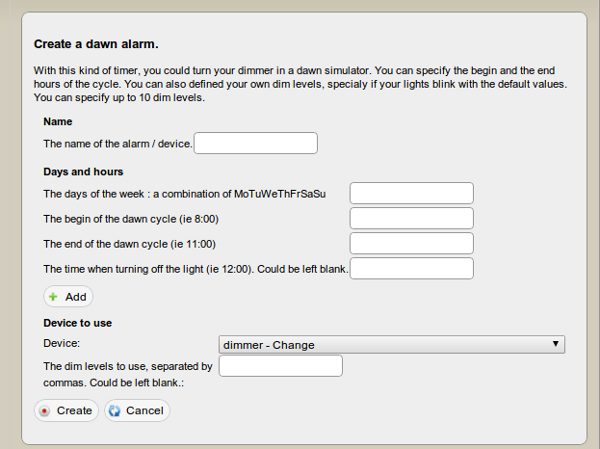 Create a dawn alarm.
With this kind of timer, you could turn your dimmer in a dawn simulator. You can specify the begin and the end
hours of the cycle. You can also defined your own dim levels, specialy if your lights blink with the default values.
You can specify up to 10 dim levels.
Name
The name of the alarm / device.
Days and hours
The days of the week : a combination of MoTuWeThFrSaSu
The begin of the dawn cycle (ie 8:00)
The end of the dawn cycle (ie 11:00)
The time when turning off the light (ie 12:00). Could be left blank.
Add
Device to use
Device: dimmer - Change
The dim levels to use, separated by
commas. Could be left blank.:
Create Cancel